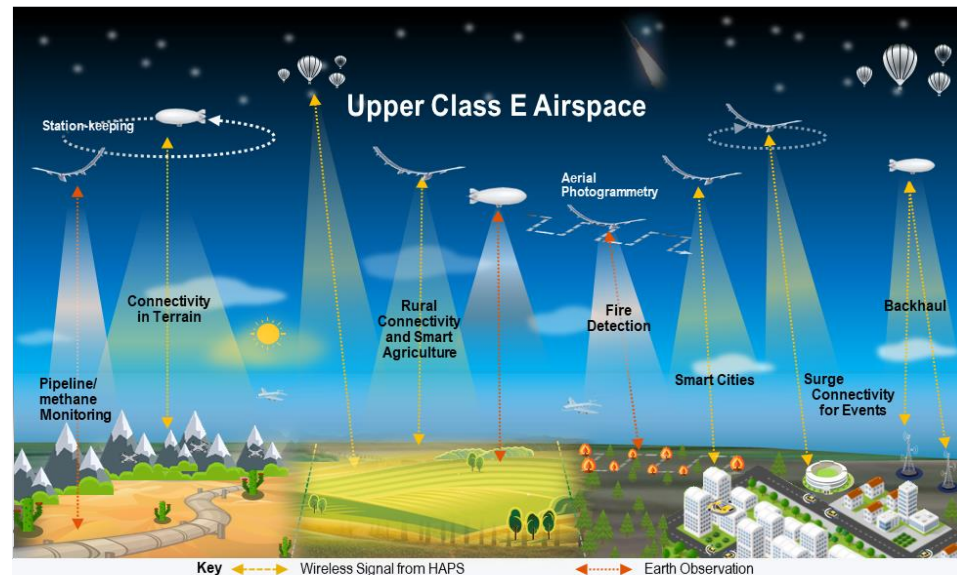 Upper Class E Airspace
Station-keeping
Aerial
Photogrammetry
Connectivity
in Terrain
Rural
Connectivity
and Smart
Agriculture
Fire
Detection
Backhaul
Pipeline/
methane
Monitoring
Smart Cities
Surge
Connectivity
for Events
Key
Wireless Signal from HAPS
Earth Observation